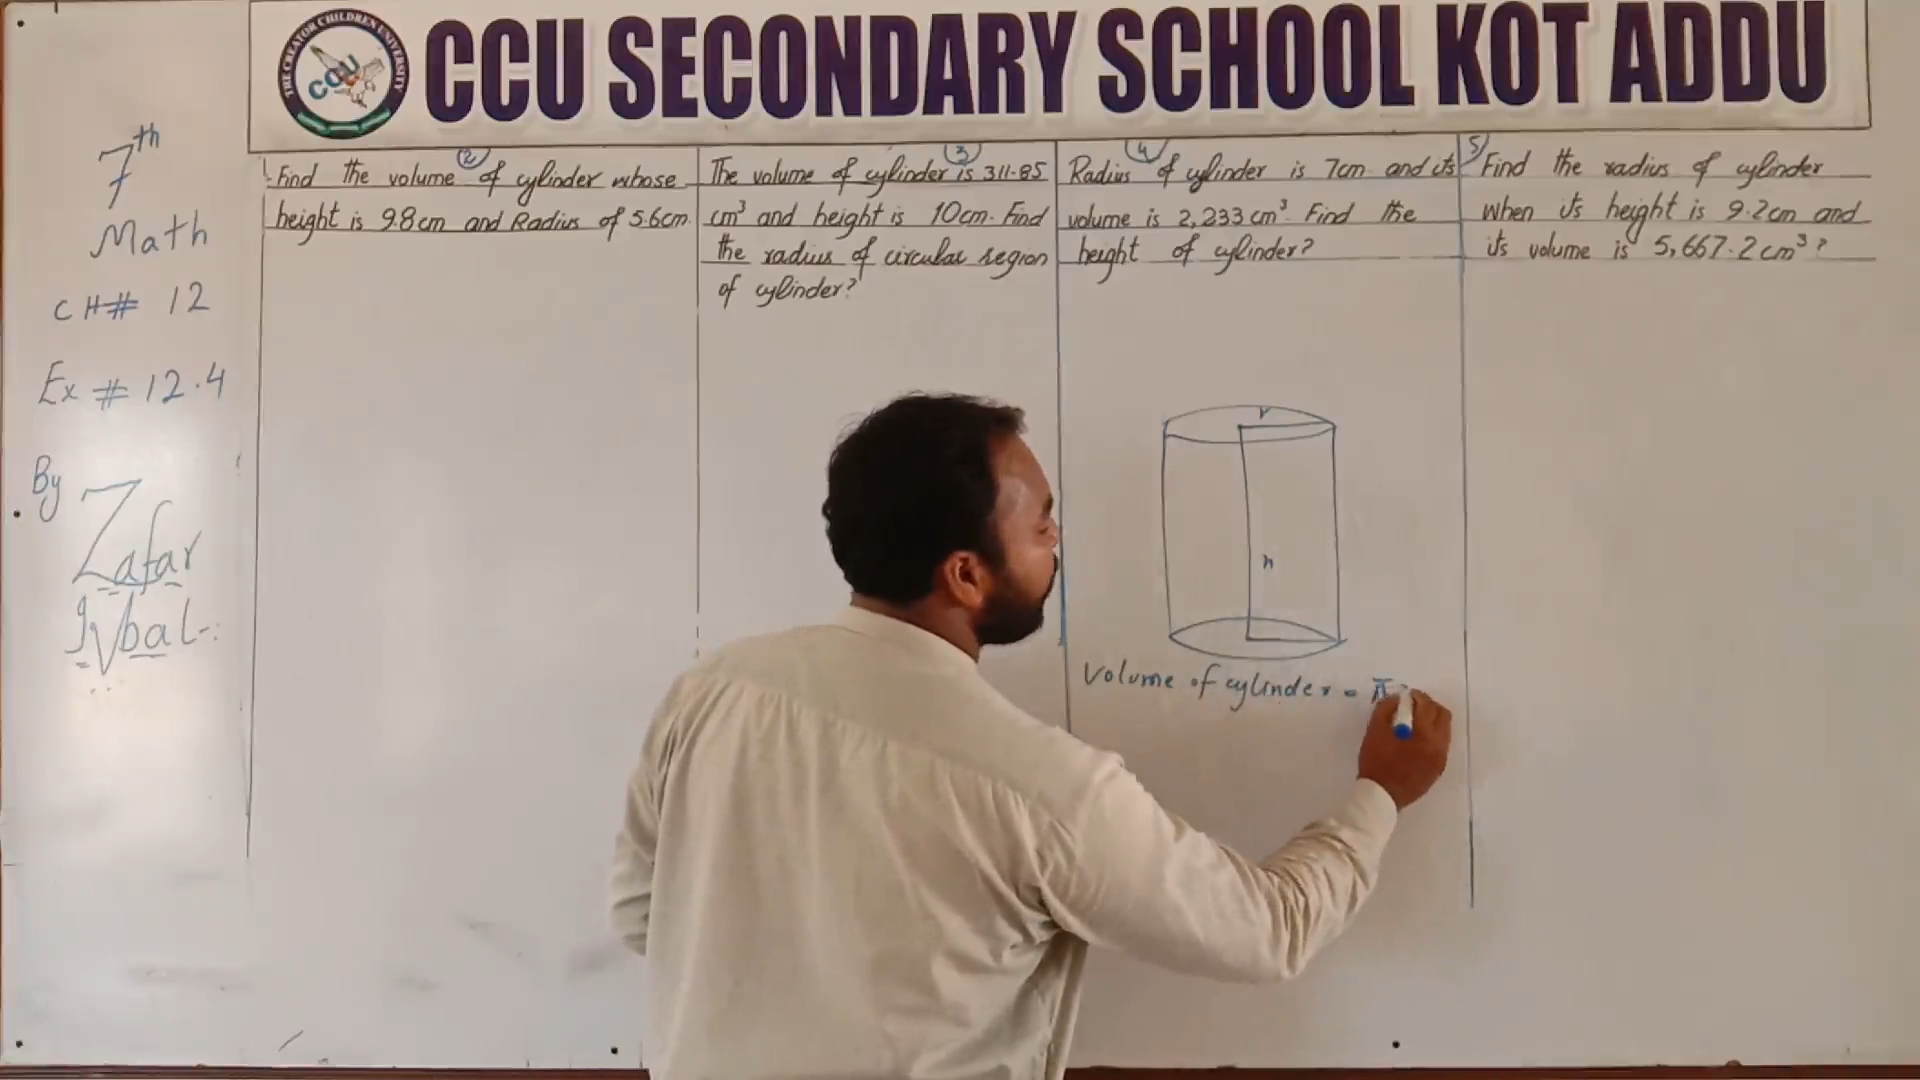 THE CREATOR CHILDREN UNIVERSITY
CCU
CCU SECONDARY SCHOOL KOT ADDU
7th
Math
CH# 12
Ex # 12.4
By
Zafar
Iqbal-:
2
Find the volume of cylinder whose
height is 9.8cm and Radius of 5.6cm.
3
The volume of cylinder is 311.85
cm³ and height is 10cm. Find
the radius of circular region
of cylinder?
4
Radius of cylinder is 7cm and its
volume is 2,233 cm³. Find the
height of cylinder?
5
Find the radius of cylinder
when its height is 9.2cm and
its volume is 5,667.2cm³?
r
h
Volume of cylinder = π